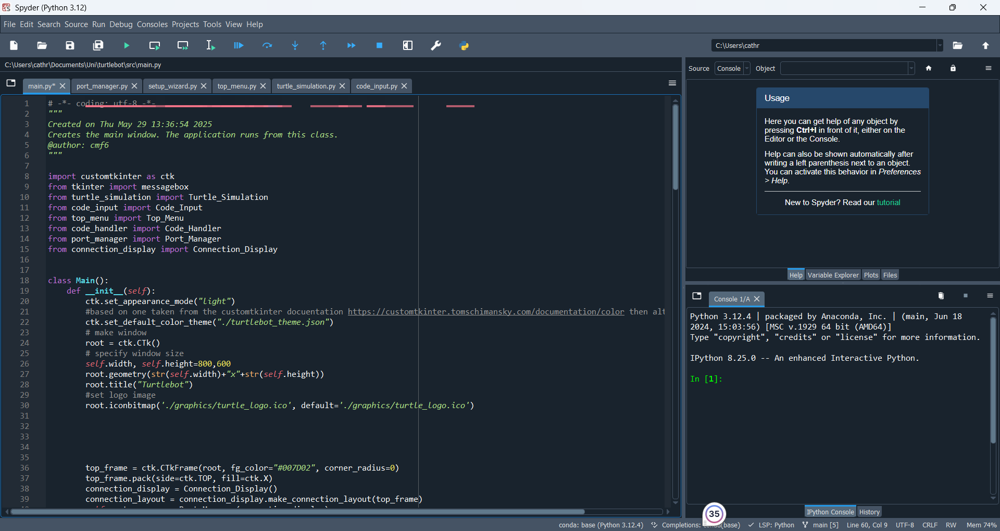 Spyder (Python 3.12)
File Edit Search Source Run Debug Consoles Projects Tools View Help
C:\Users\cathr
C:\Users\cathr\Documents\Uni\turtlebot\src\main.py
main.py* port_manager.py setup_wizard.py top_menu.py turtle_simulation.py code_input.py
1 # -*- coding: utf-8 -*-
2 """
3 Created on Thu May 29 13:36:54 2025
4 Creates the main window. The application runs from this class.
5 @author: cmf6
6 """
7
8 import customtkinter as ctk
9 from tkinter import messagebox
10 from turtle_simulation import Turtle_Simulation
11 from code_input import Code_Input
12 from top_menu import Top_Menu
13 from code_handler import Code_Handler
14 from port_manager import Port_Manager
15 from connection_display import Connection_Display
16
17
18 class Main():
19 def __init__(self):
20 ctk.set_appearance_mode("light")
21 #based on one taken from the customtkinter docuentation https://customtkinter.tomschimansky.com/documentation/color then alt
22 ctk.set_default_color_theme("./turtlebot_theme.json")
23 # make window
24 root = ctk.CTk()
25 # specify window size
26 self.width, self.height=800,600
27 root.geometry(str(self.width)+"x"+str(self.height))
28 root.title("Turtlebot")
29 #set logo image
30 root.iconbitmap('./graphics/turtle_logo.ico', default='./graphics/turtle_logo.ico')
31
32
33
34
35
36 top_frame = ctk.CTkFrame(root, fg_color="#007D02", corner_radius=0)
37 top_frame.pack(side=ctk.TOP, fill=ctk.X)
38 connection_display = Connection_Display()
39 connection_layout = connection_display.make_connection_layout(top_frame)
Source Console Object
Usage
Here you can get help of any object by
pressing Ctrl+I in front of it, either on the
Editor or the Console.
Help can also be shown automatically after
writing a left parenthesis next to an object.
You can activate this behavior in Preferences
> Help.
New to Spyder? Read our tutorial
Help Variable Explorer Plots Files
Console 1/A
Python 3.12.4 | packaged by Anaconda, Inc. | (main, Jun 18
2024, 15:03:56) [MSC v.1929 64 bit (AMD64)]
Type "copyright", "credits" or "license" for more information.
IPython 8.25.0 -- An enhanced Interactive Python.
In [1]:
IPython Console History
35
conda: base (Python 3.12.4) Completions: (base) LSP: Python main [5] Line 60, Col 9 UTF-8 CRLF RW Mem 74%